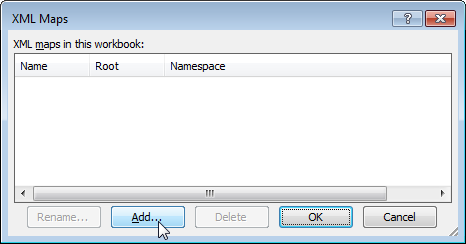 XML Maps
XML maps in this workbook:
Name Root Namespace
Rename... Add... Delete OK Cancel